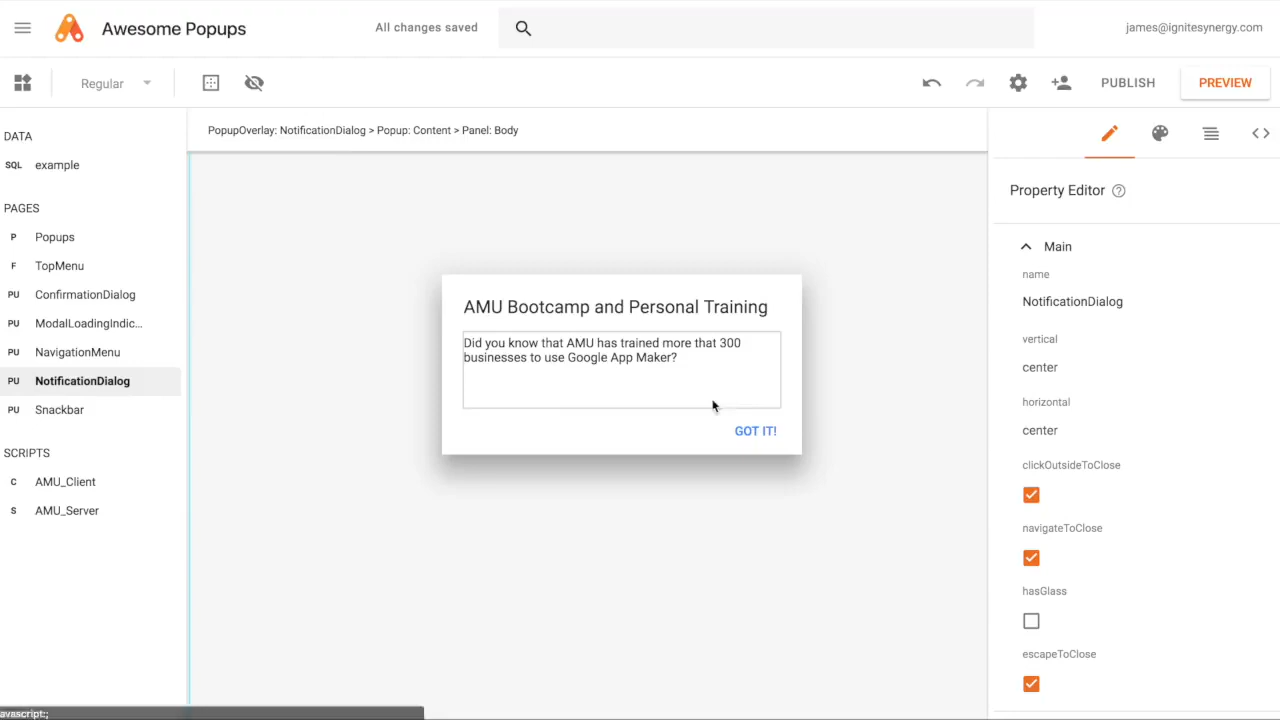 Awesome Popups
All changes saved
james@ignitesynergy.com
Regular
PUBLISH
PREVIEW
DATA
SQL example
PAGES
P Popups
F TopMenu
PU ConfirmationDialog
PU ModalLoadingIndic...
PU NavigationMenu
PU NotificationDialog
PU Snackbar
SCRIPTS
C AMU_Client
S AMU_Server
PopupOverlay: NotificationDialog > Popup: Content > Panel: Body
AMU Bootcamp and Personal Training
Did you know that AMU has trained more that 300
businesses to use Google App Maker?
GOT IT!
Property Editor
Main
name
NotificationDialog
vertical
center
horizontal
center
clickOutsideToClose
navigateToClose
hasGlass
escapeToClose
avascript:;